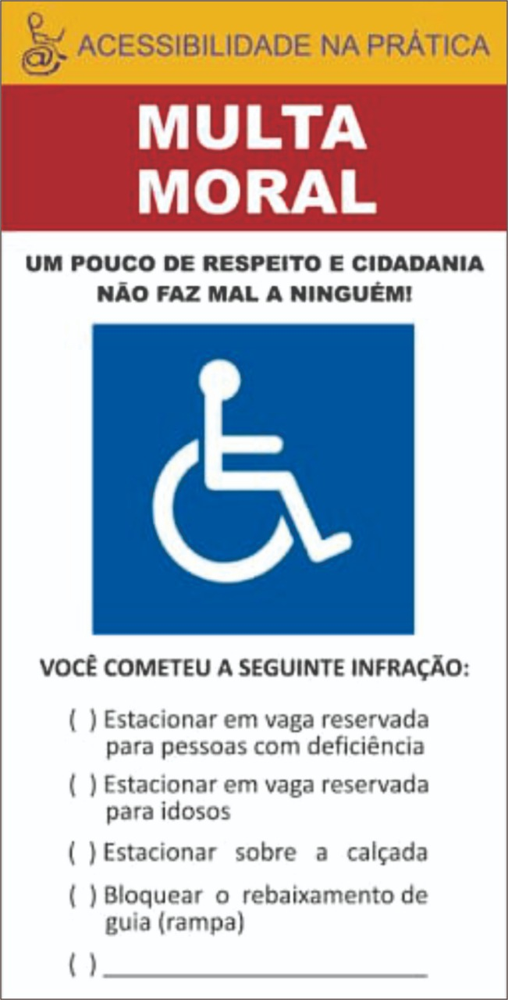 @ ACESSIBILIDADE NA PRÁTICA
MULTA
MORAL
UM POUCO DE RESPEITO E CIDADANIA
NÃO FAZ MAL A NINGUÉM!
VOCÊ COMETEU A SEGUINTE INFRAÇÃO:
( ) Estacionar em vaga reservada
para pessoas com deficiência
( ) Estacionar em vaga reservada
para idosos
( ) Estacionar sobre a calçada
( ) Bloquear o rebaixamento de
guia (rampa)
( ) ______________________